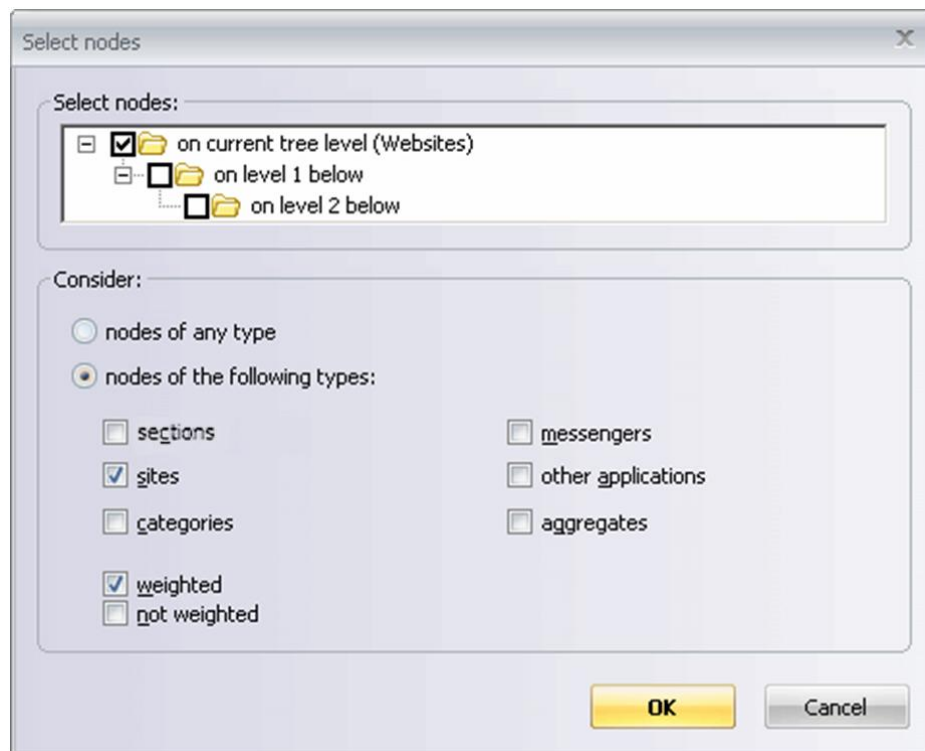 Select nodes
Select nodes:
on current tree level (Websites)
on level 1 below
on level 2 below
Consider:
nodes of any type
nodes of the following types:
sections
messengers
sites
other applications
categories
aggregates
weighted
not weighted
OK
Cancel